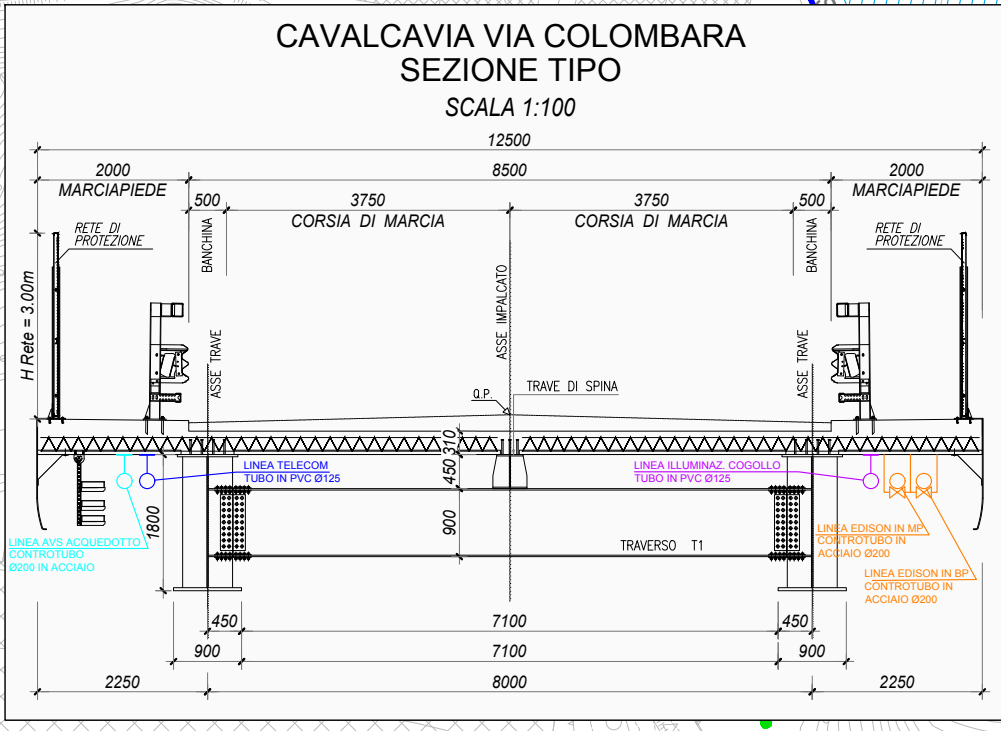 CAVALCAVIA VIA COLOMBARA
SEZIONE TIPO
SCALA 1:100
12500
2000
8500
2000
MARCIAPIEDE
MARCIAPIEDE
500
3750
3750
500
CORSIA DI MARCIA
CORSIA DI MARCIA
RETE DI
PROTEZIONE
BANCHINA
BANCHINA
RETE DI
PROTEZIONE
H Rete = 3.00m
ASSE TRAVE
ASSE IMPALCATO
ASSE TRAVE
Q.P.
TRAVE DI SPINA
310
450
900
1800
LINEA TELECOM
TUBO IN PVC Ø125
LINEA ILLUMINAZ. COGOLLO
TUBO IN PVC Ø125
LINEA AVS ACQUEDOTTO
CONTROTUBO
Ø200 IN ACCIAIO
TRAVERSO T1
LINEA EDISON IN MP
CONTROTUBO IN
ACCIAIO Ø200
LINEA EDISON IN BP
CONTROTUBO IN
ACCIAIO Ø200
450
7100
450
900
7100
900
2250
8000
2250